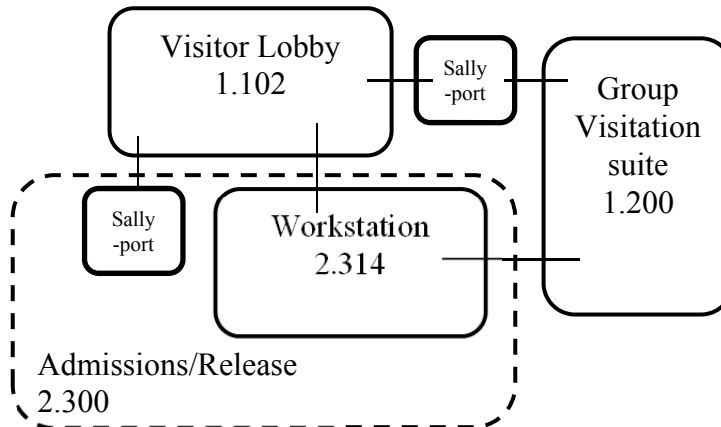 Visitor Lobby
1.102
Sally
-port
Group
Visitation
suite
1.200
Sally
-port
Workstation
2.314
Admissions/Release
2.300